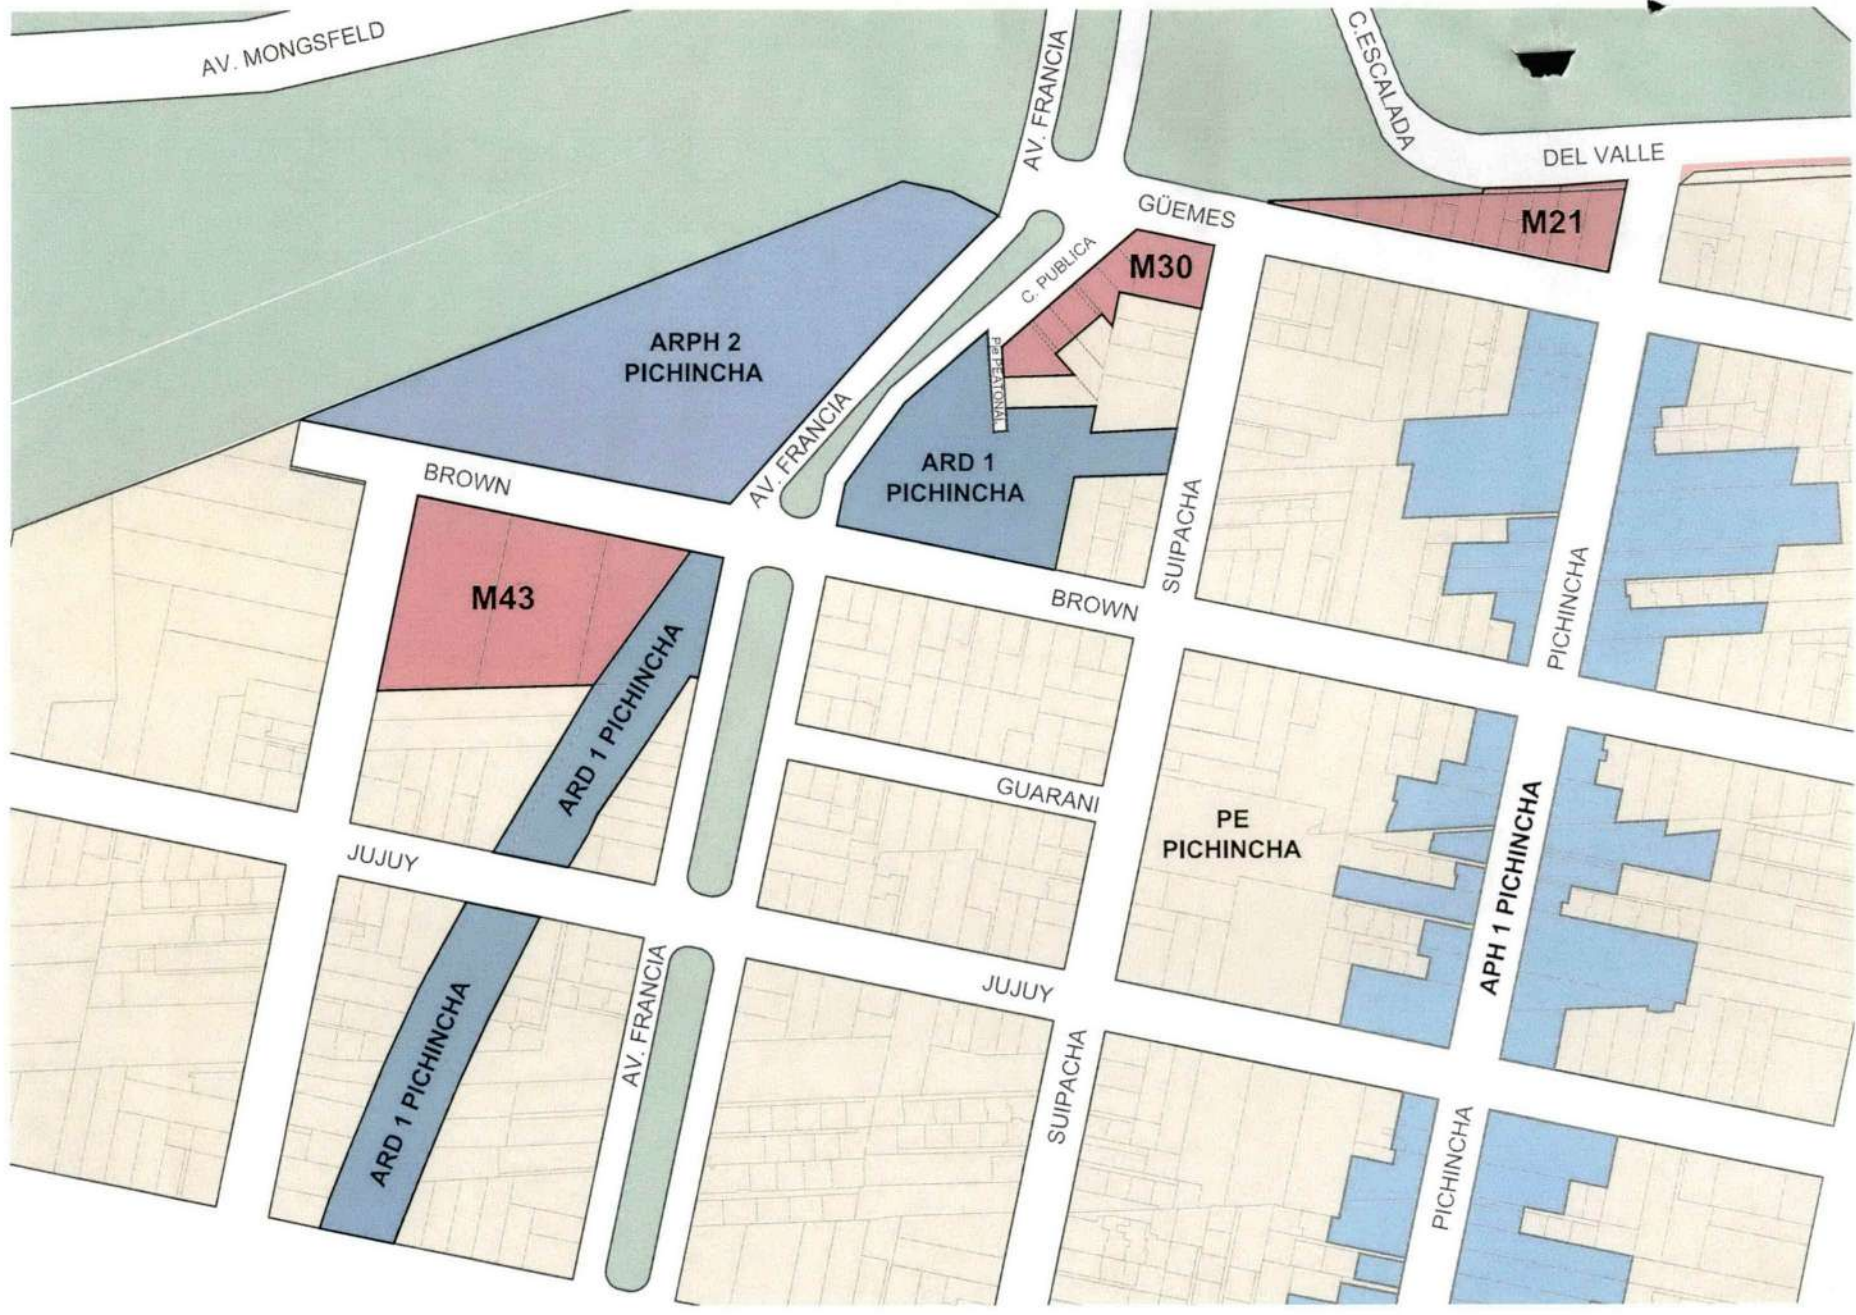 AV. MONGSFELD
AV. FRANCIA
C.ESCALADA
DEL VALLE
GÜEMES
M21
C. PUBLICA
M30
ARPH 2
PICHINCHA
Pje PEATONAL
AV. FRANCIA
ARD 1
PICHINCHA
BROWN
SUIPACHA
M43
BROWN
PICHINCHA
ARD 1 PICHINCHA
GUARANI
PE
PICHINCHA
APH 1 PICHINCHA
JUJUY
JUJUY
AV. FRANCIA
ARD 1 PICHINCHA
SUIPACHA
PICHINCHA